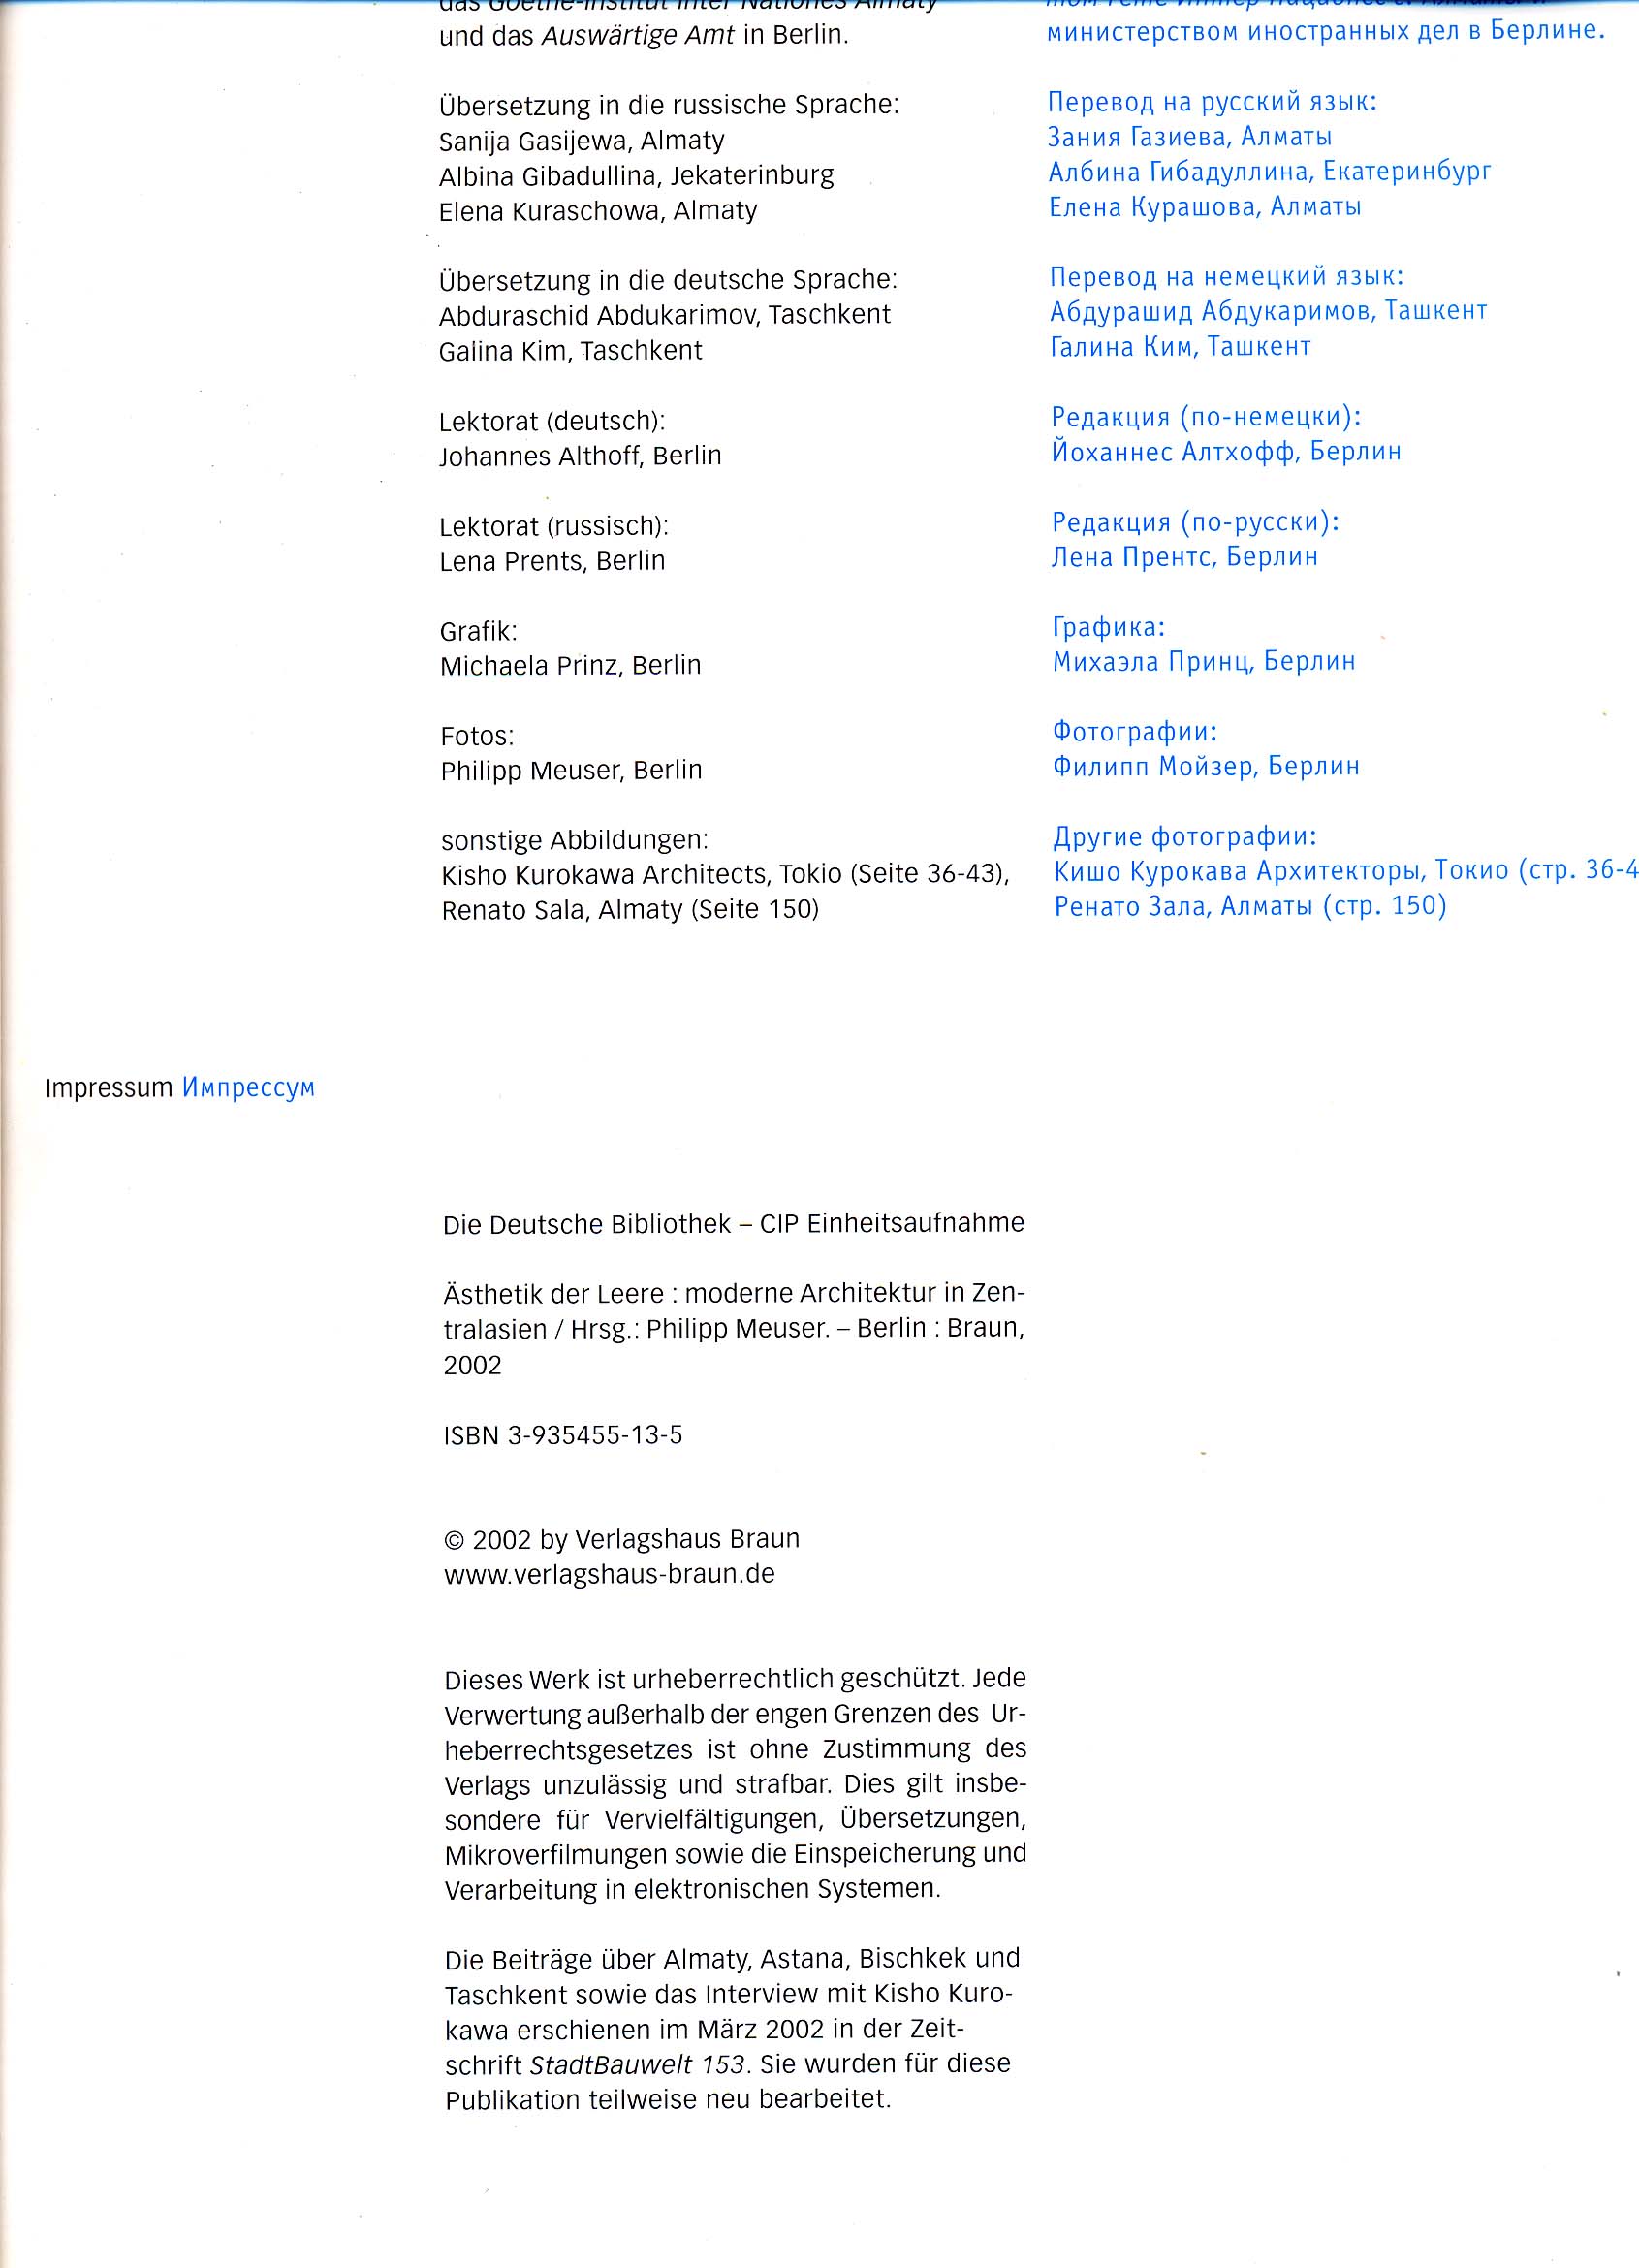 das Goethe-Institut Inter Nationes Almaty
und das Auswärtige Amt in Berlin.
Übersetzung in die russische Sprache:
Sanija Gasijewa, Almaty
Albina Gibadullina, Jekaterinburg
Elena Kuraschowa, Almaty
Übersetzung in die deutsche Sprache:
Abduraschid Abdukarimov, Taschkent
Galina Kim, Taschkent
Lektorat (deutsch):
Johannes Althoff, Berlin
Lektorat (russisch):
Lena Prents, Berlin
Grafik:
Michaela Prinz, Berlin
Fotos:
Philipp Meuser, Berlin
sonstige Abbildungen:
Kisho Kurokawa Architects, Tokio (Seite 36-43),
Renato Sala, Almaty (Seite 150)
министерством иностранных дел в Берлине.
Перевод на русский язык:
Зания Газиева, Алматы
Албина Гибадуллина, Екатеринбург
Елена Курашова, Алматы
Перевод на немецкий язык:
Абдурашид Абдукаримов, Ташкент
Галина Ким, Ташкент
Редакция (по-немецки):
Йоханнес Алтхофф, Берлин
Редакция (по-русски):
Лена Прентс, Берлин
Графика:
Михаэла Принц, Берлин
Фотографии:
Филипп Мойзер, Берлин
Другие фотографии:
Кишо Курокава Архитекторы, Токио (стр. 36-4
Ренато Зала, Алматы (стр. 150)
Impressum Импрессум
Die Deutsche Bibliothek – CIP Einheitsaufnahme
Ästhetik der Leere : moderne Architektur in Zen-
tralasien / Hrsg.: Philipp Meuser. – Berlin : Braun,
2002
ISBN 3-935455-13-5
© 2002 by Verlagshaus Braun
www.verlagshaus-braun.de
Dieses Werk ist urheberrechtlich geschützt. Jede
Verwertung außerhalb der engen Grenzen des Ur-
heberrechtsgesetzes ist ohne Zustimmung des
Verlags unzulässig und strafbar. Dies gilt insbe-
sondere für Vervielfältigungen, Übersetzungen,
Mikroverfilmungen sowie die Einspeicherung und
Verarbeitung in elektronischen Systemen.
Die Beiträge über Almaty, Astana, Bischkek und
Taschkent sowie das Interview mit Kisho Kuro-
kawa erschienen im März 2002 in der Zeit-
schrift StadtBauwelt 153. Sie wurden für diese
Publikation teilweise neu bearbeitet.